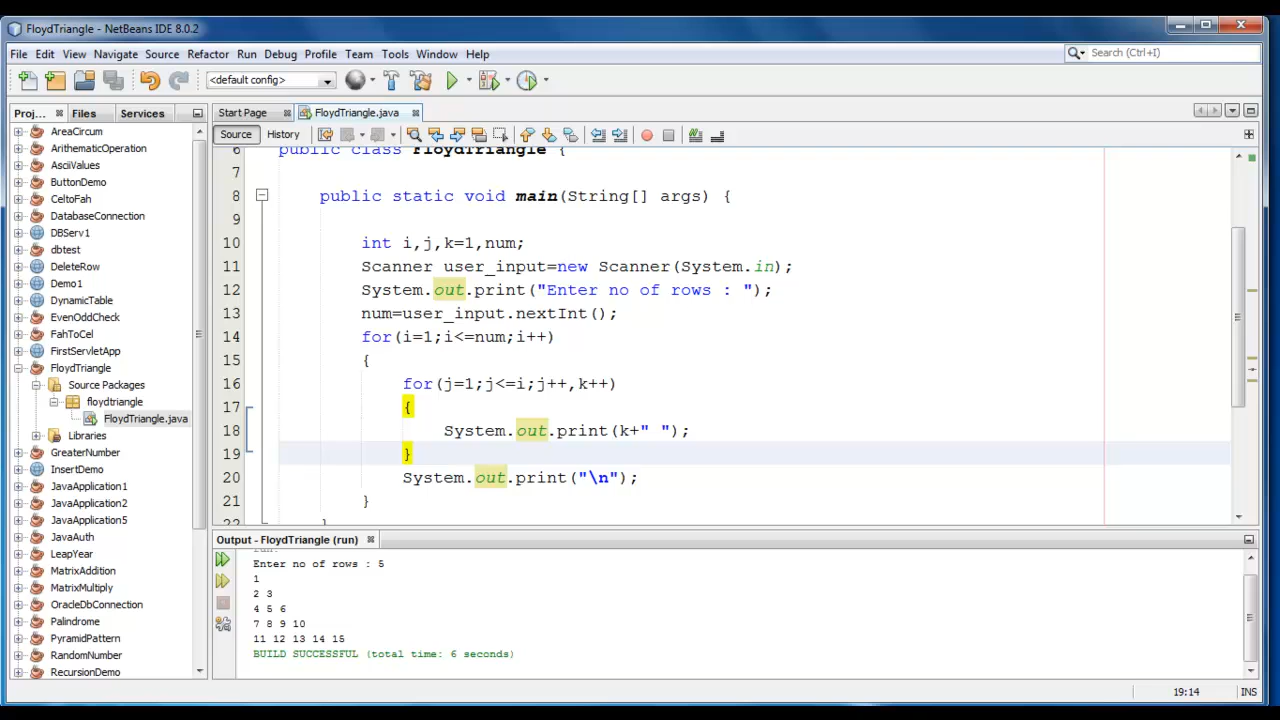 FloydTriangle - NetBeans IDE 8.0.2
File Edit View Navigate Source Refactor Run Debug Profile Team Tools Window Help
Search (Ctrl+I)
<default config>
Proj... Files Services
Start Page FloydTriangle.java
Source History
AreaCircum
ArithematicOperation
AsciiValues
ButtonDemo
CeltoFah
DatabaseConnection
DBServ1
dbtest
DeleteRow
Demo1
DynamicTable
EvenOddCheck
FahToCel
FirstServletApp
FloydTriangle
Source Packages
floydtriangle
FloydTriangle.java
Libraries
GreaterNumber
InsertDemo
JavaApplication1
JavaApplication2
JavaApplication5
JavaAuth
LeapYear
MatrixAddition
MatrixMultiply
OracleDbConnection
Palindrome
PyramidPattern
RandomNumber
RecursionDemo
6 public class FloydTriangle {
7
8 public static void main(String[] args) {
9
10 int i,j,k=1,num;
11 Scanner user_input=new Scanner(System.in);
12 System.out.print("Enter no of rows : ");
13 num=user_input.nextInt();
14 for(i=1;i<=num;i++)
15 {
16 for(j=1;j<=i;j++,k++)
17 {
18 System.out.print(k+" ");
19 }
20 System.out.print("\n");
21 }
22 }
Output - FloydTriangle (run)
run:
Enter no of rows : 5
1
2 3
4 5 6
7 8 9 10
11 12 13 14 15
BUILD SUCCESSFUL (total time: 6 seconds)
19:14 INS